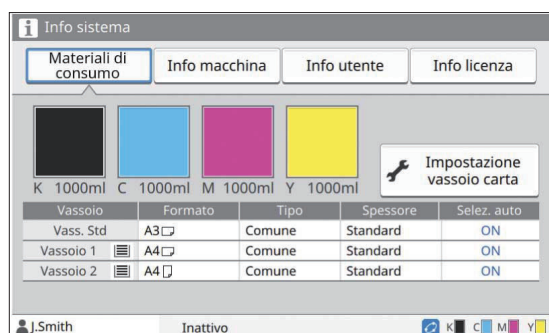 Info sistema
Materiali di consumo
Info macchina
Info utente
Info licenza
K 1000ml C 1000ml M 1000ml Y 1000ml
Impostazione vassoio carta
Vassoio Formato Tipo Spessore Selez. auto
Vass. Std A3 Comune Standard ON
Vassoio 1 A4 Comune Standard ON
Vassoio 2 A4 Comune Standard ON
J.Smith Inattivo K C M Y